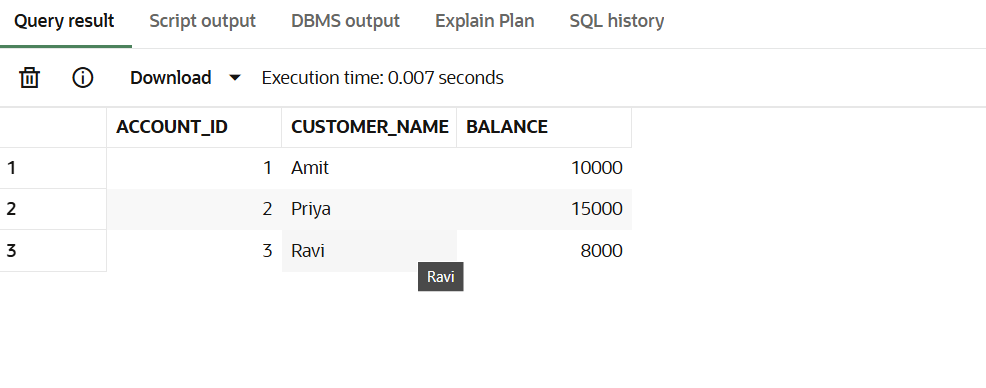 Query result Script output DBMS output Explain Plan SQL history
Download Execution time: 0.007 seconds
ACCOUNT_ID CUSTOMER_NAME BALANCE
1 1 Amit 10000
2 2 Priya 15000
3 3 Ravi 8000
Ravi